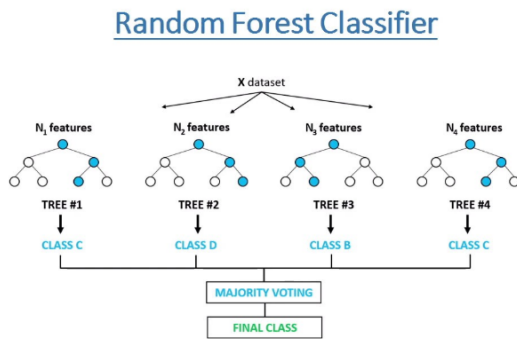 Random Forest Classifier
X dataset
N₁ features N₂ features N₃ features N₄ features
TREE #1 TREE #2 TREE #3 TREE #4
CLASS C CLASS D CLASS B CLASS C
MAJORITY VOTING
FINAL CLASS